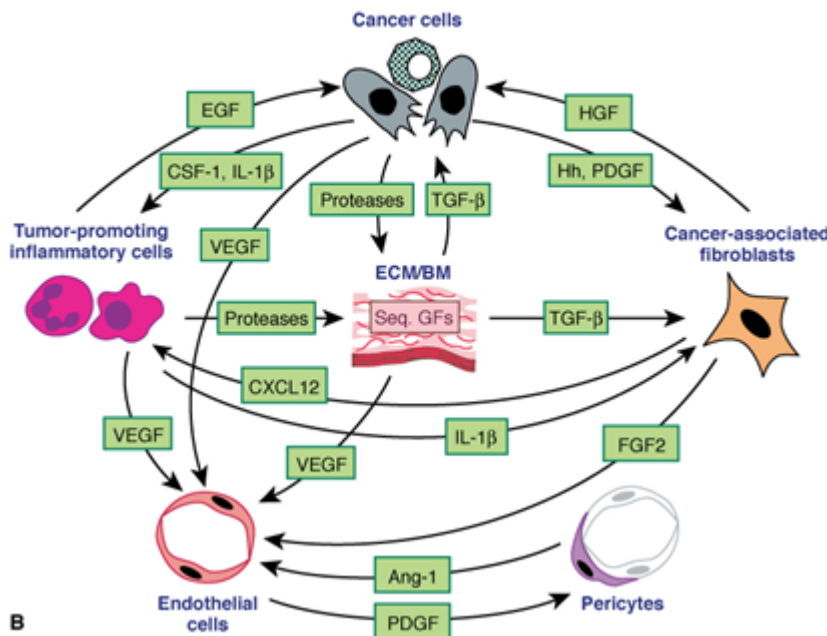 Cancer cells
EGF
HGF
CSF-1, IL-1β
Hh, PDGF
Proteases
TGF-β
Tumor-promoting
inflammatory cells
VEGF
Cancer-associated
fibroblasts
ECM/BM
Proteases
Seq. GFs
TGF-β
CXCL12
VEGF
IL-1β
FGF2
VEGF
Ang-1
Endothelial
cells
PDGF
Pericytes
B